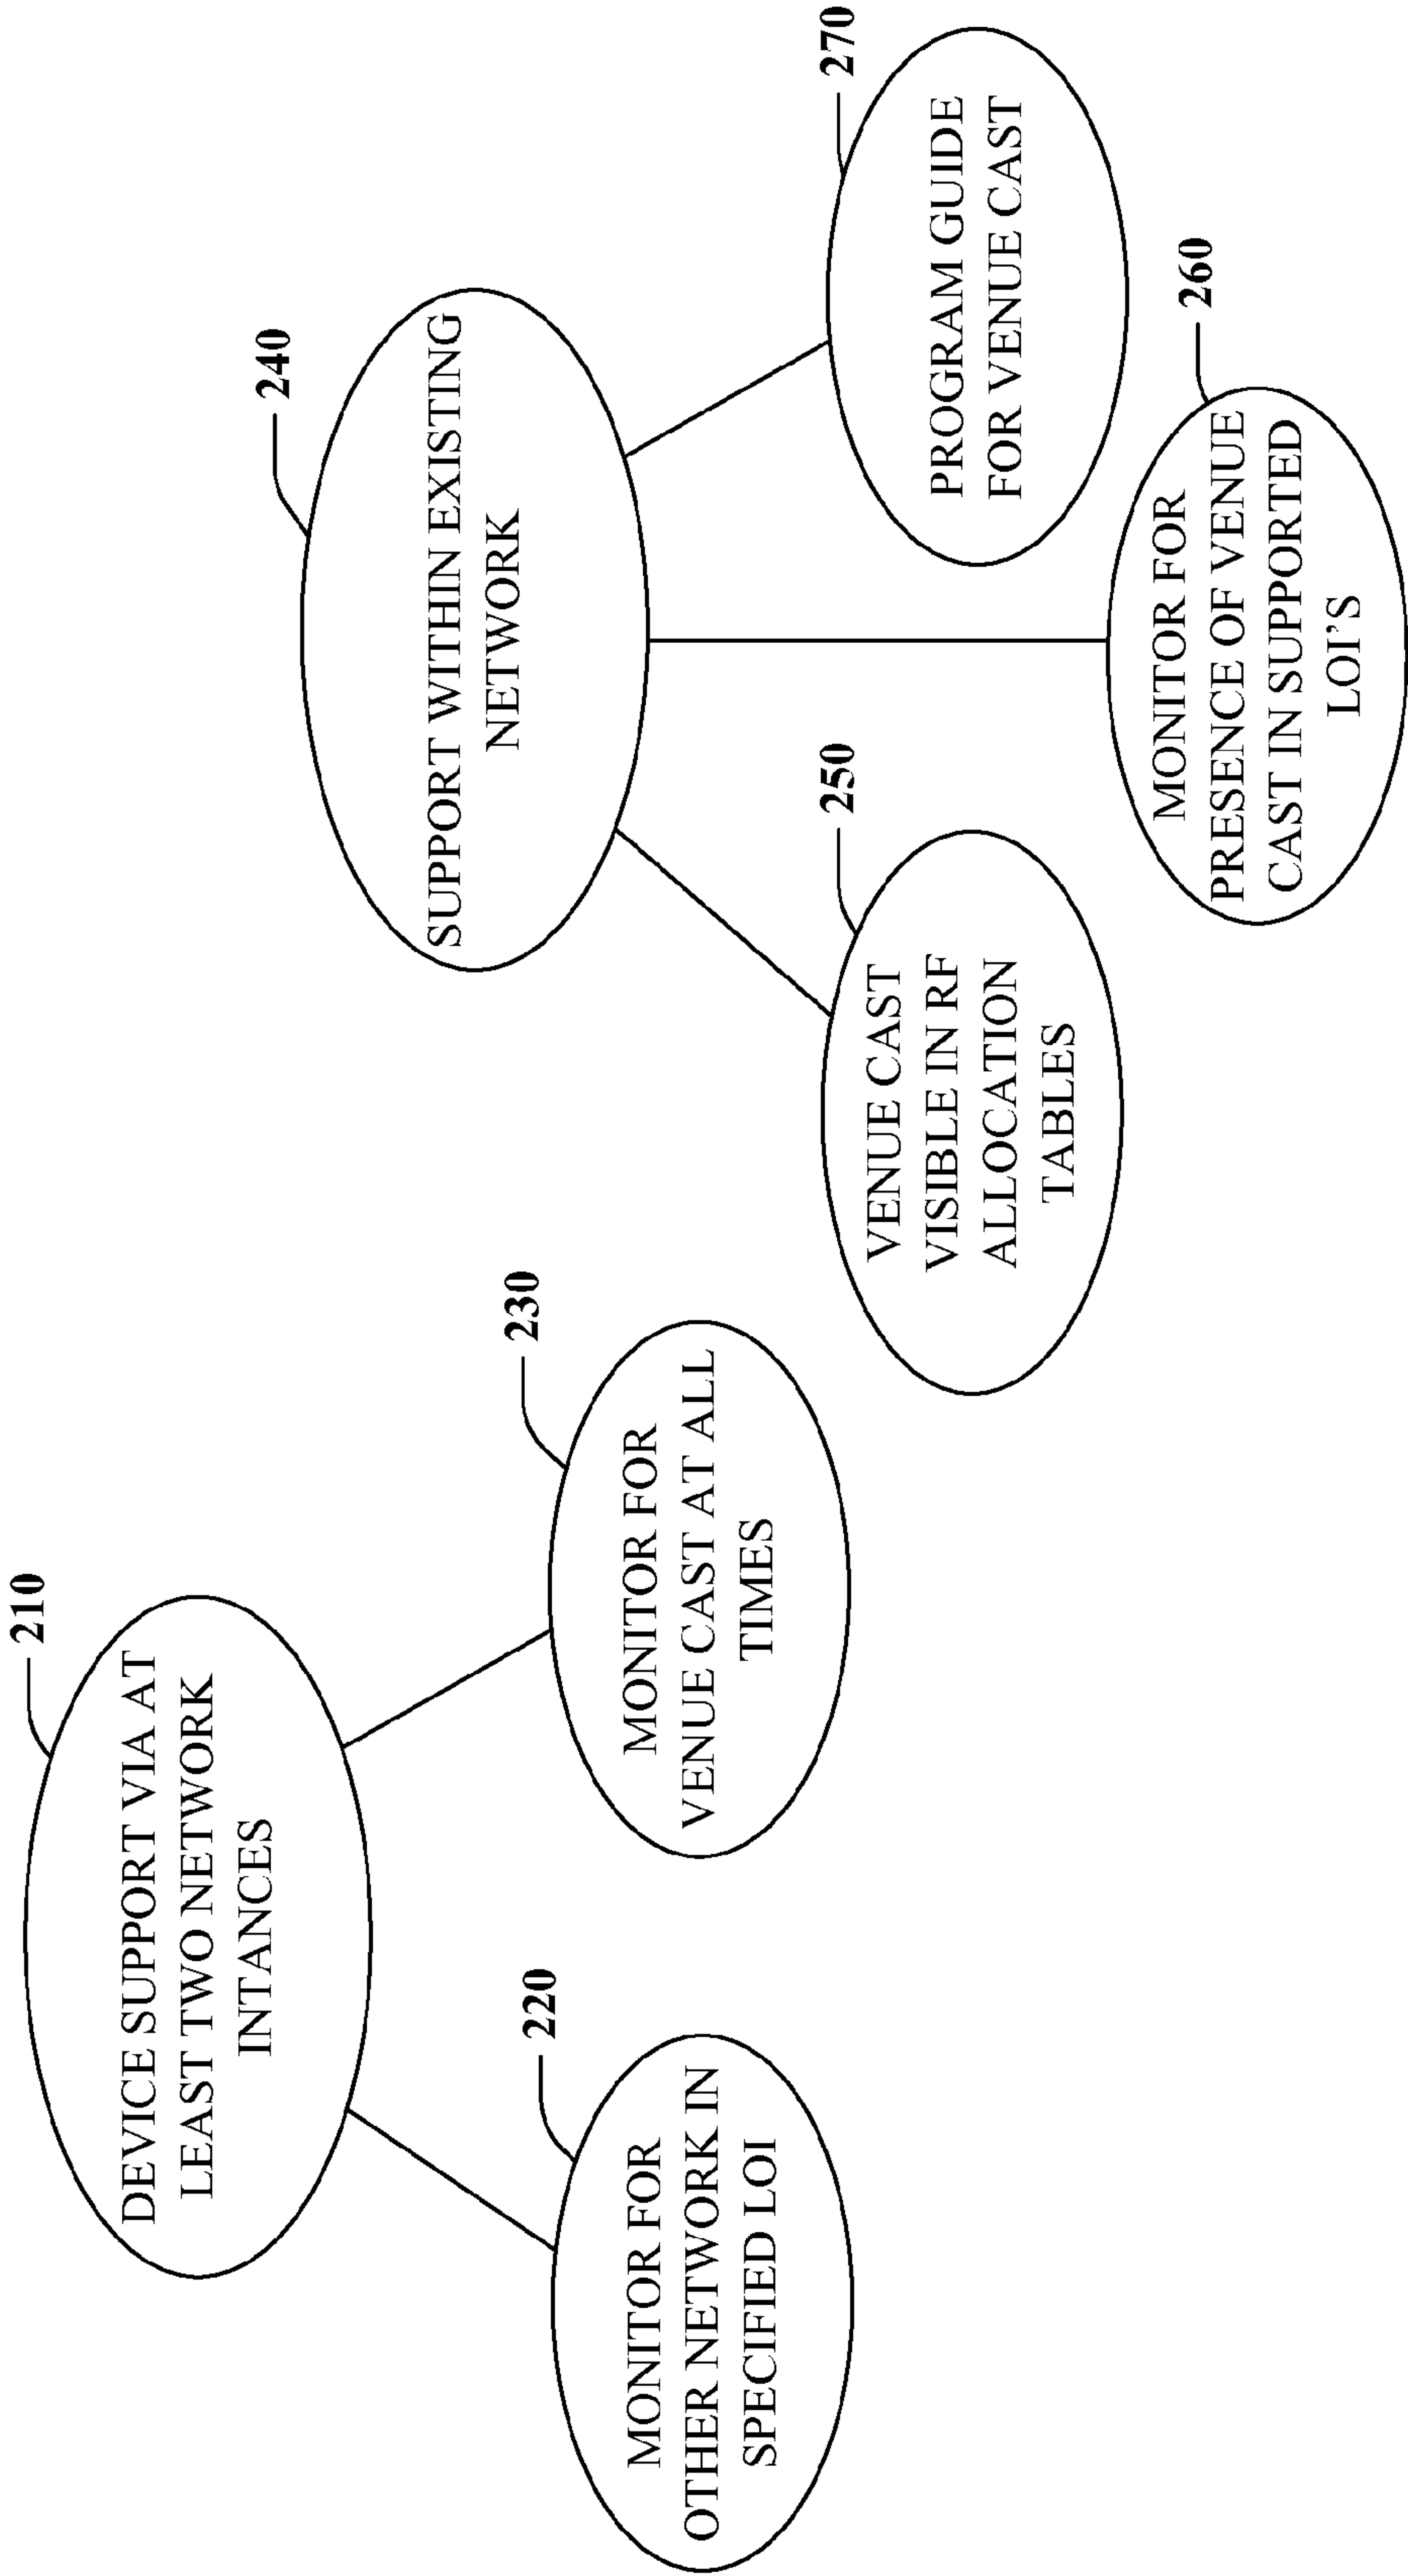 210
DEVICE SUPPORT VIA AT
LEAST TWO NETWORK
INTANCES
220
MONITOR FOR
OTHER NETWORK IN
SPECIFIED LOI
230
MONITOR FOR
VENUE CAST AT ALL
TIMES
240
SUPPORT WITHIN EXISTING
NETWORK
250
VENUE CAST
VISIBLE IN RF
ALLOCATION
TABLES
260
MONITOR FOR
PRESENCE OF VENUE
CAST IN SUPPORTED
LOI'S
270
PROGRAM GUIDE
FOR VENUE CAST